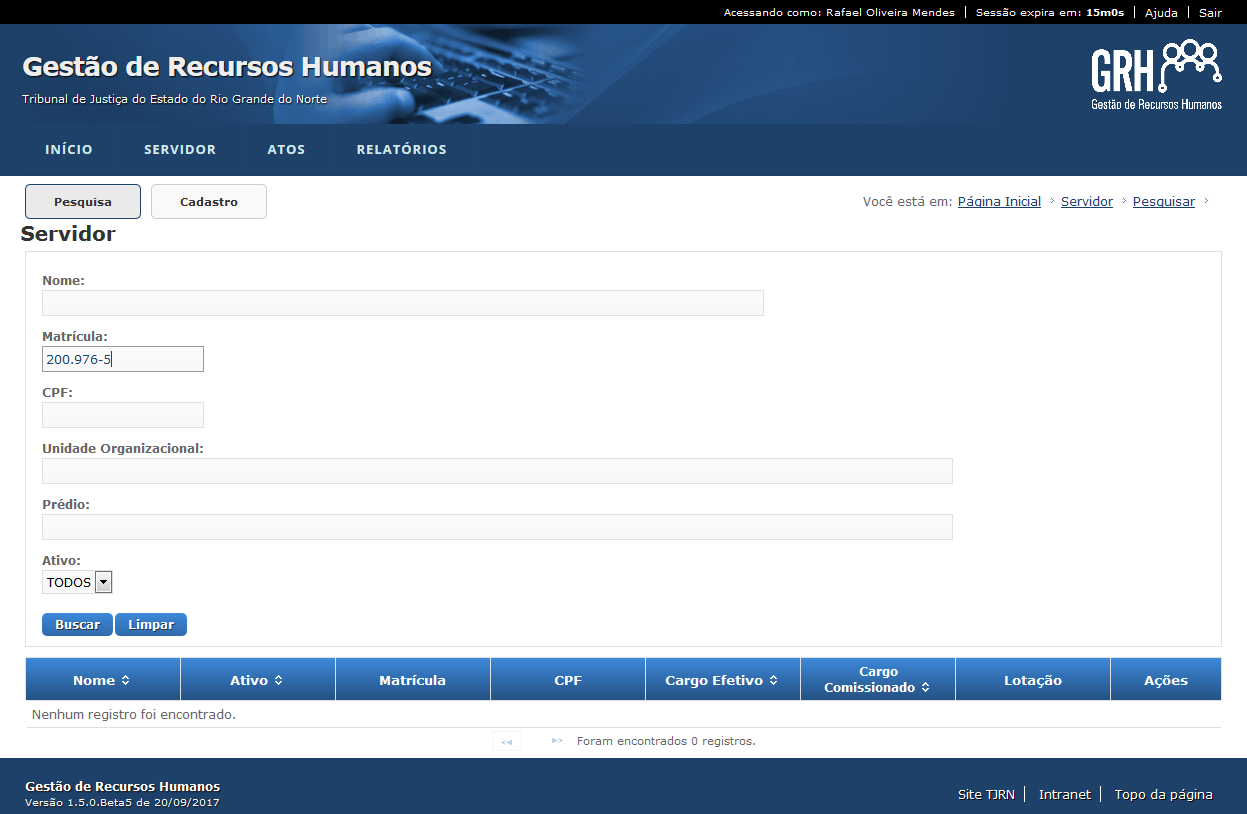 Acessando como: Rafael Oliveira Mendes | Sessão expira em: 15m0s | Ajuda | Sair
Gestão de Recursos Humanos
Tribunal de Justiça do Estado do Rio Grande do Norte
GRH
Gestão de Recursos Humanos
INÍCIO SERVIDOR ATOS RELATÓRIOS
Pesquisa Cadastro
Você está em: Página Inicial > Servidor > Pesquisar >
Servidor
Nome:
Matrícula:
200.976-5
CPF:
Unidade Organizacional:
Prédio:
Ativo:
TODOS
Buscar Limpar
Nome Ativo Matrícula CPF Cargo Efetivo Cargo Comissionado Lotação Ações
Nenhum registro foi encontrado.
<< >> Foram encontrados 0 registros.
Gestão de Recursos Humanos
Versão 1.5.0.Beta5 de 20/09/2017
Site TJRN | Intranet | Topo da página